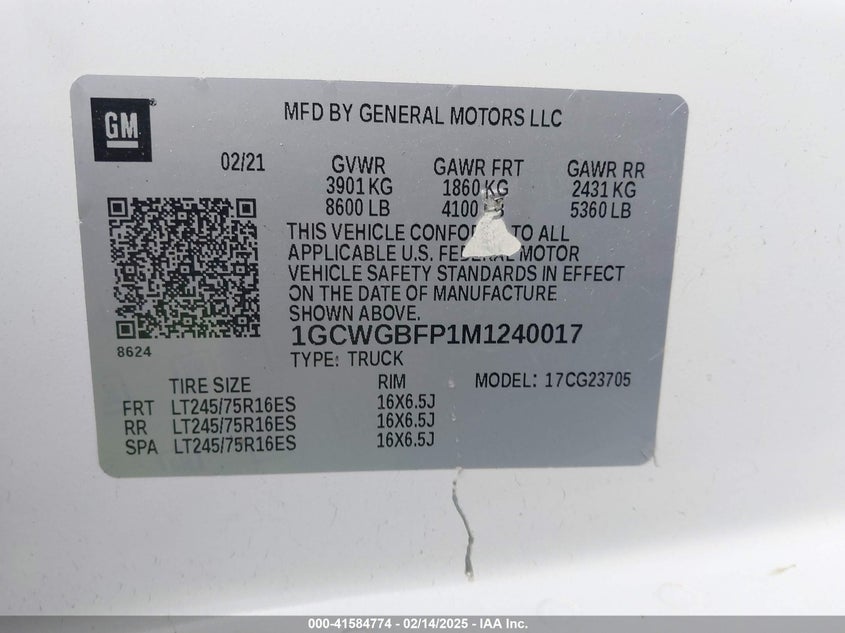 GM
MFD BY GENERAL MOTORS LLC
02/21 GVWR GAWR FRT GAWR RR
3901 KG 1860 KG 2431 KG
8600 LB 4100 5360 LB
THIS VEHICLE CONFO TO ALL
APPLICABLE U.S. FEDERAL MOTOR
VEHICLE SAFETY STANDARDS IN EFFECT
ON THE DATE OF MANUFACTURE
SHOWN ABOVE.
1GCWGBFP1M1240017
8624
TYPE: TRUCK
TIRE SIZE RIM MODEL: 17CG23705
FRT LT245/75R16ES 16X6.5J
RR LT245/75R16ES 16X6.5J
SPA LT245/75R16ES 16X6.5J
000-41584774 - 02/14/2025 - IAA Inc.